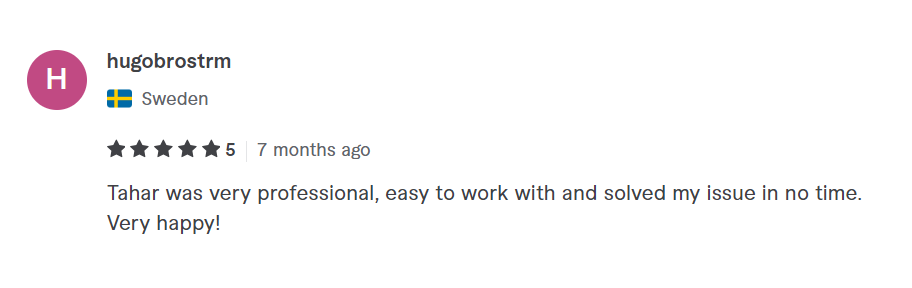 H
hugobrostrm
Sweden
5 7 months ago
Tahar was very professional, easy to work with and solved my issue in no time.
Very happy!